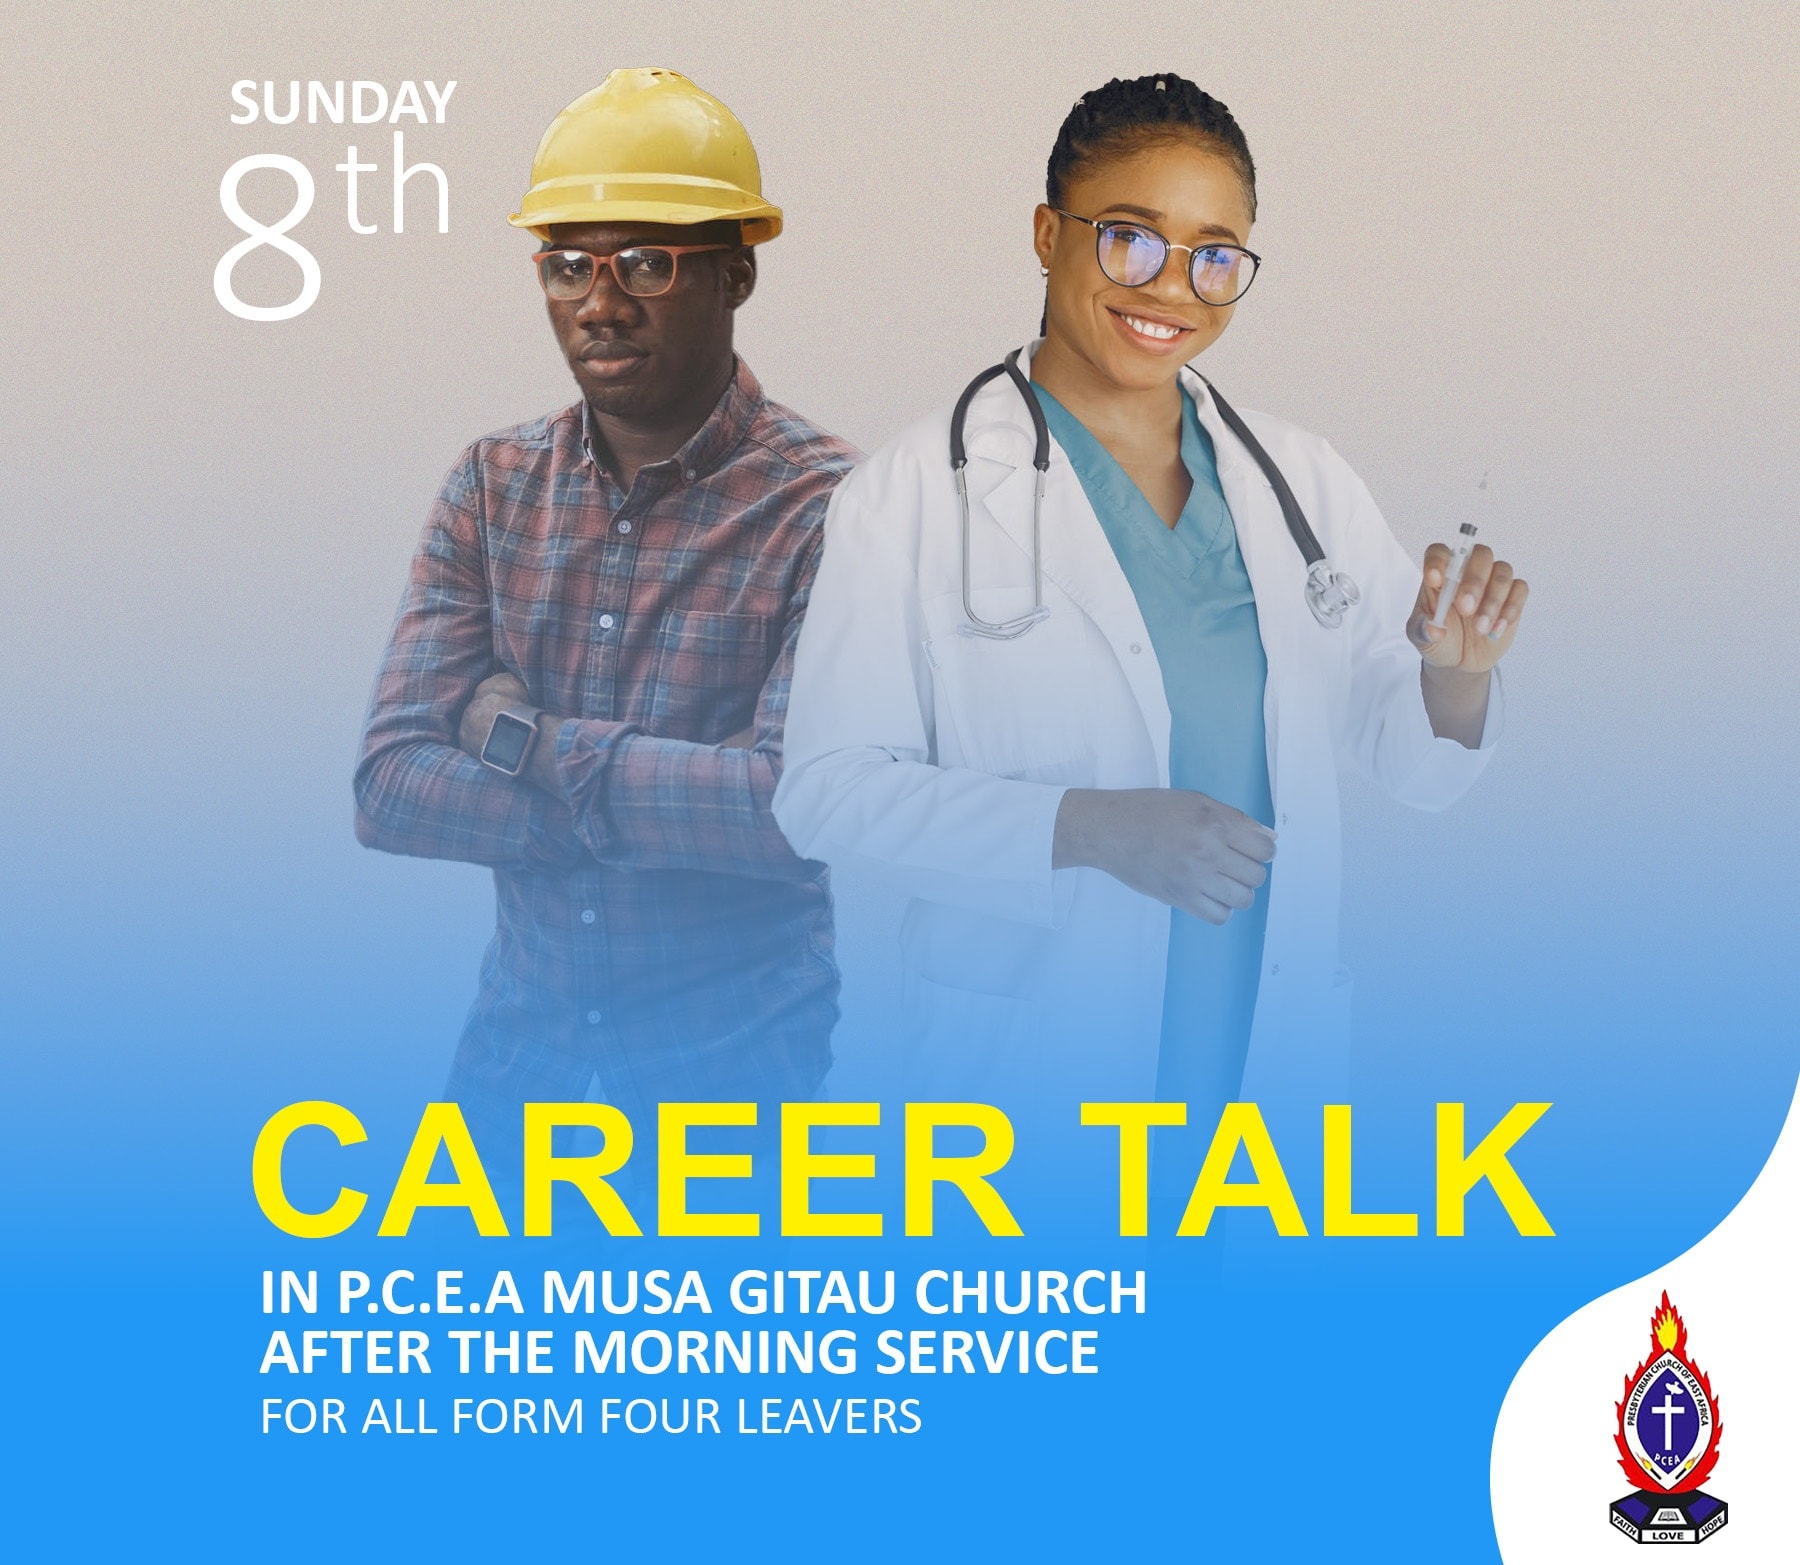 SUNDAY
8th
CAREER TALK
IN P.C.E.A MUSA GITAU CHURCH
AFTER THE MORNING SERVICE
FOR ALL FORM FOUR LEAVERS
PRESBYTERIAN CHURCH OF EAST AFRICA
PCEA
FAITH LOVE HOPE